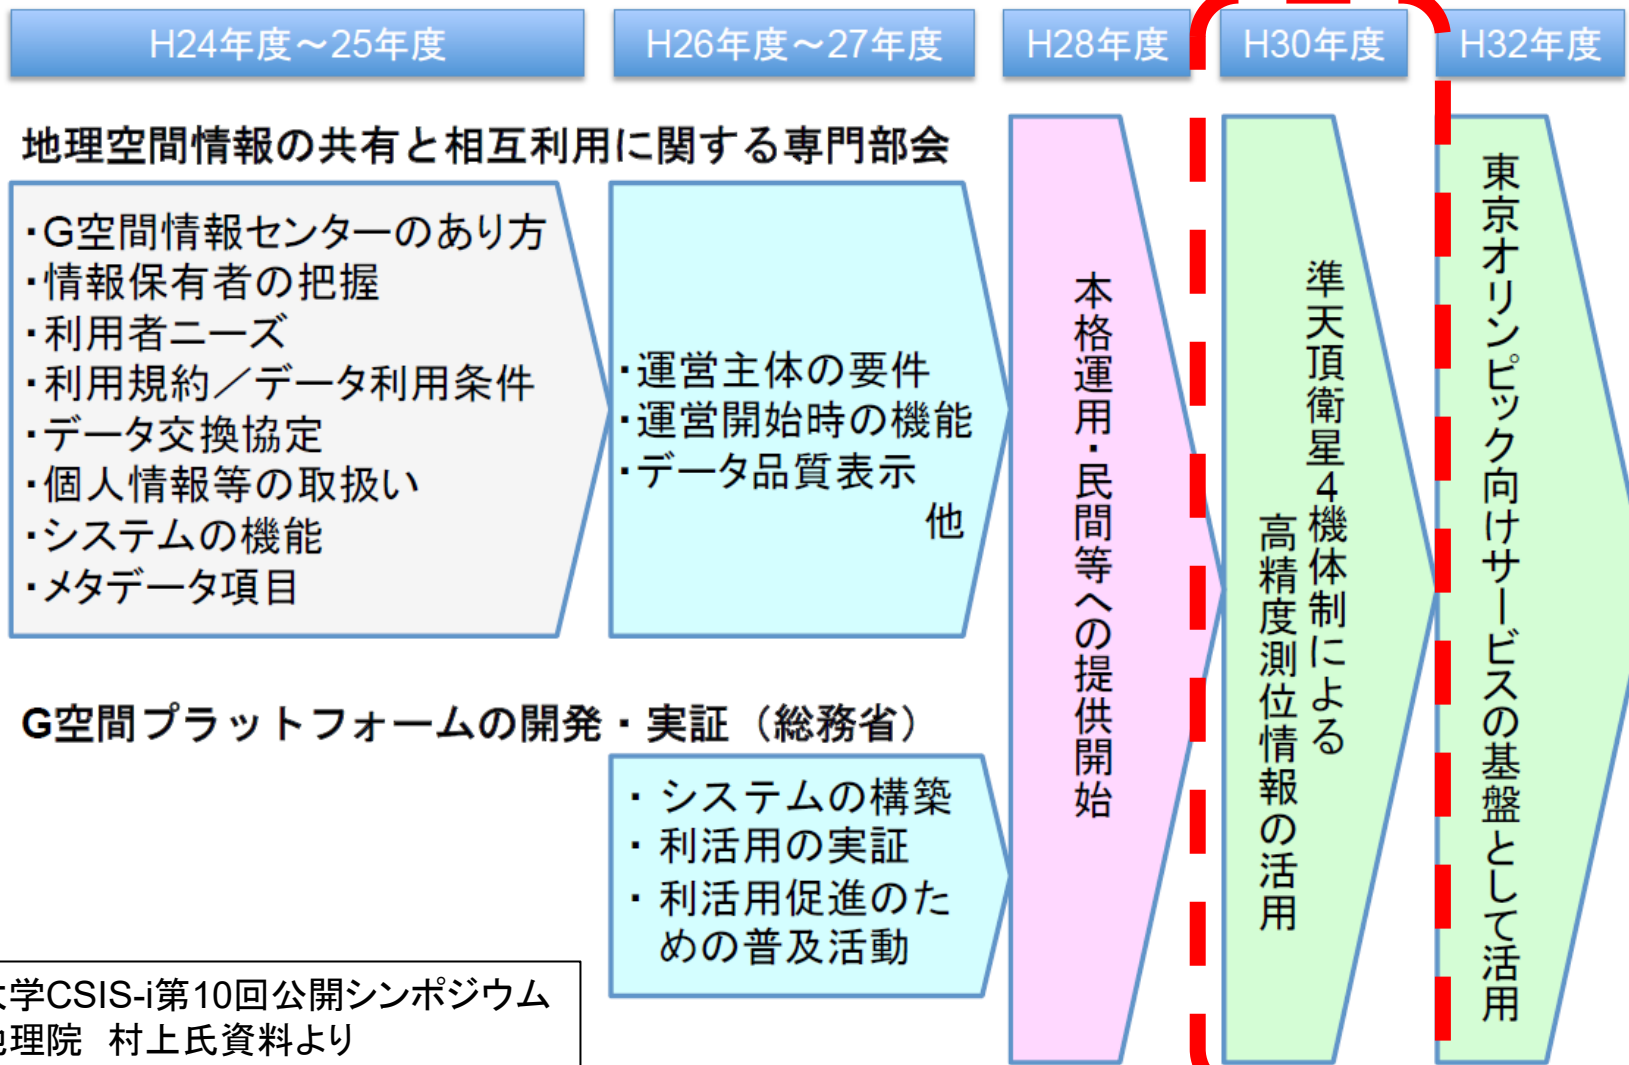 H24年度～25年度
H26年度～27年度
H28年度
H30年度
H32年度
地理空間情報の共有と相互利用に関する専門部会
・G空間情報センターのあり方
・情報保有者の把握
・利用者ニーズ
・利用規約／データ利用条件
・データ交換協定
・個人情報等の取扱い
・システムの機能
・メタデータ項目
・運営主体の要件
・運営開始時の機能
・データ品質表示
他
G空間プラットフォームの開発・実証（総務省）
・ システムの構築
・ 利活用の実証
・ 利活用促進のた
めの普及活動
本格運用・民間等への提供開始
準天頂衛星4機体制による
高精度測位情報の活用
東京オリンピック向けサービスの基盤として活用
大学CSIS-i第10回公開シンポジウム
地理院　村上氏資料より